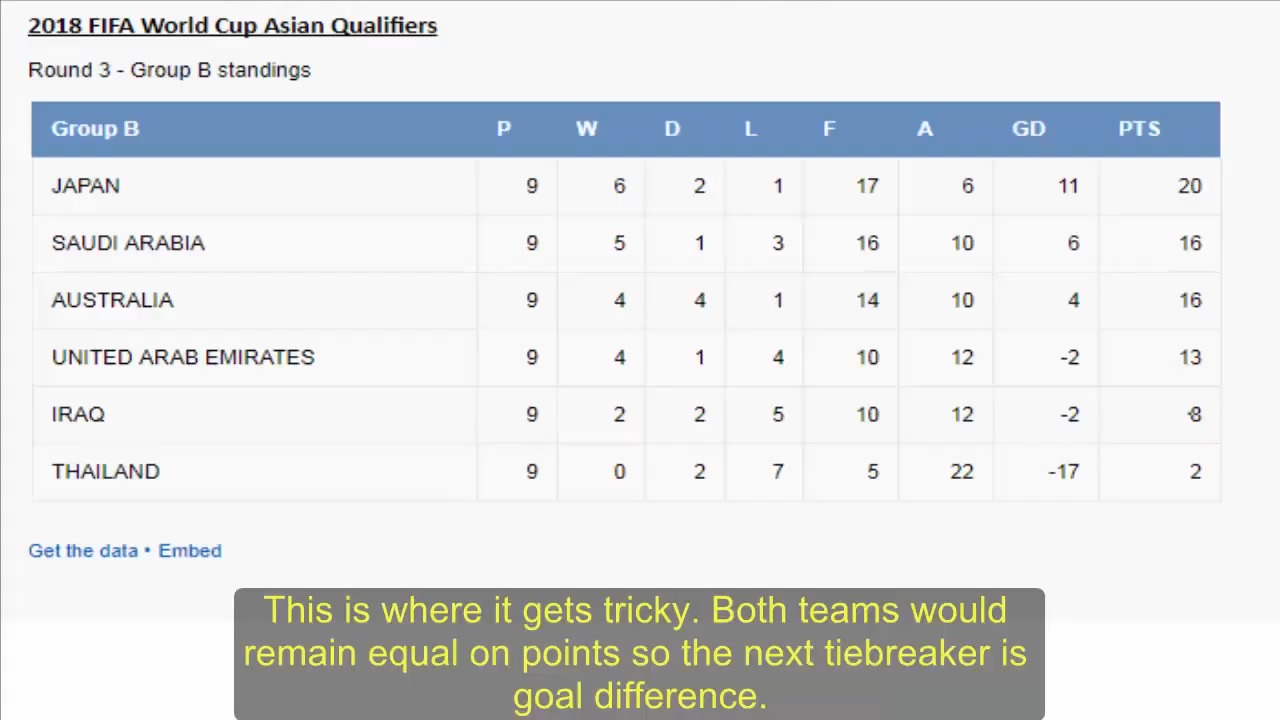 2018 FIFA World Cup Asian Qualifiers
Round 3 - Group B standings
Group B P W D L F A GD PTS
JAPAN 9 6 2 1 17 6 11 20
SAUDI ARABIA 9 5 1 3 16 10 6 16
AUSTRALIA 9 4 4 1 14 10 4 16
UNITED ARAB EMIRATES 9 4 1 4 10 12 -2 13
IRAQ 9 2 2 5 10 12 -2 8
THAILAND 9 0 2 7 5 22 -17 2
Get the data • Embed
This is where it gets tricky. Both teams would
remain equal on points so the next tiebreaker is
goal difference.